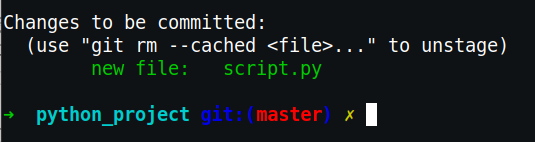 Changes to be committed:
  (use "git rm --cached <file>..." to unstage)
        new file:   script.py

➜  python_project git:(master) ✗